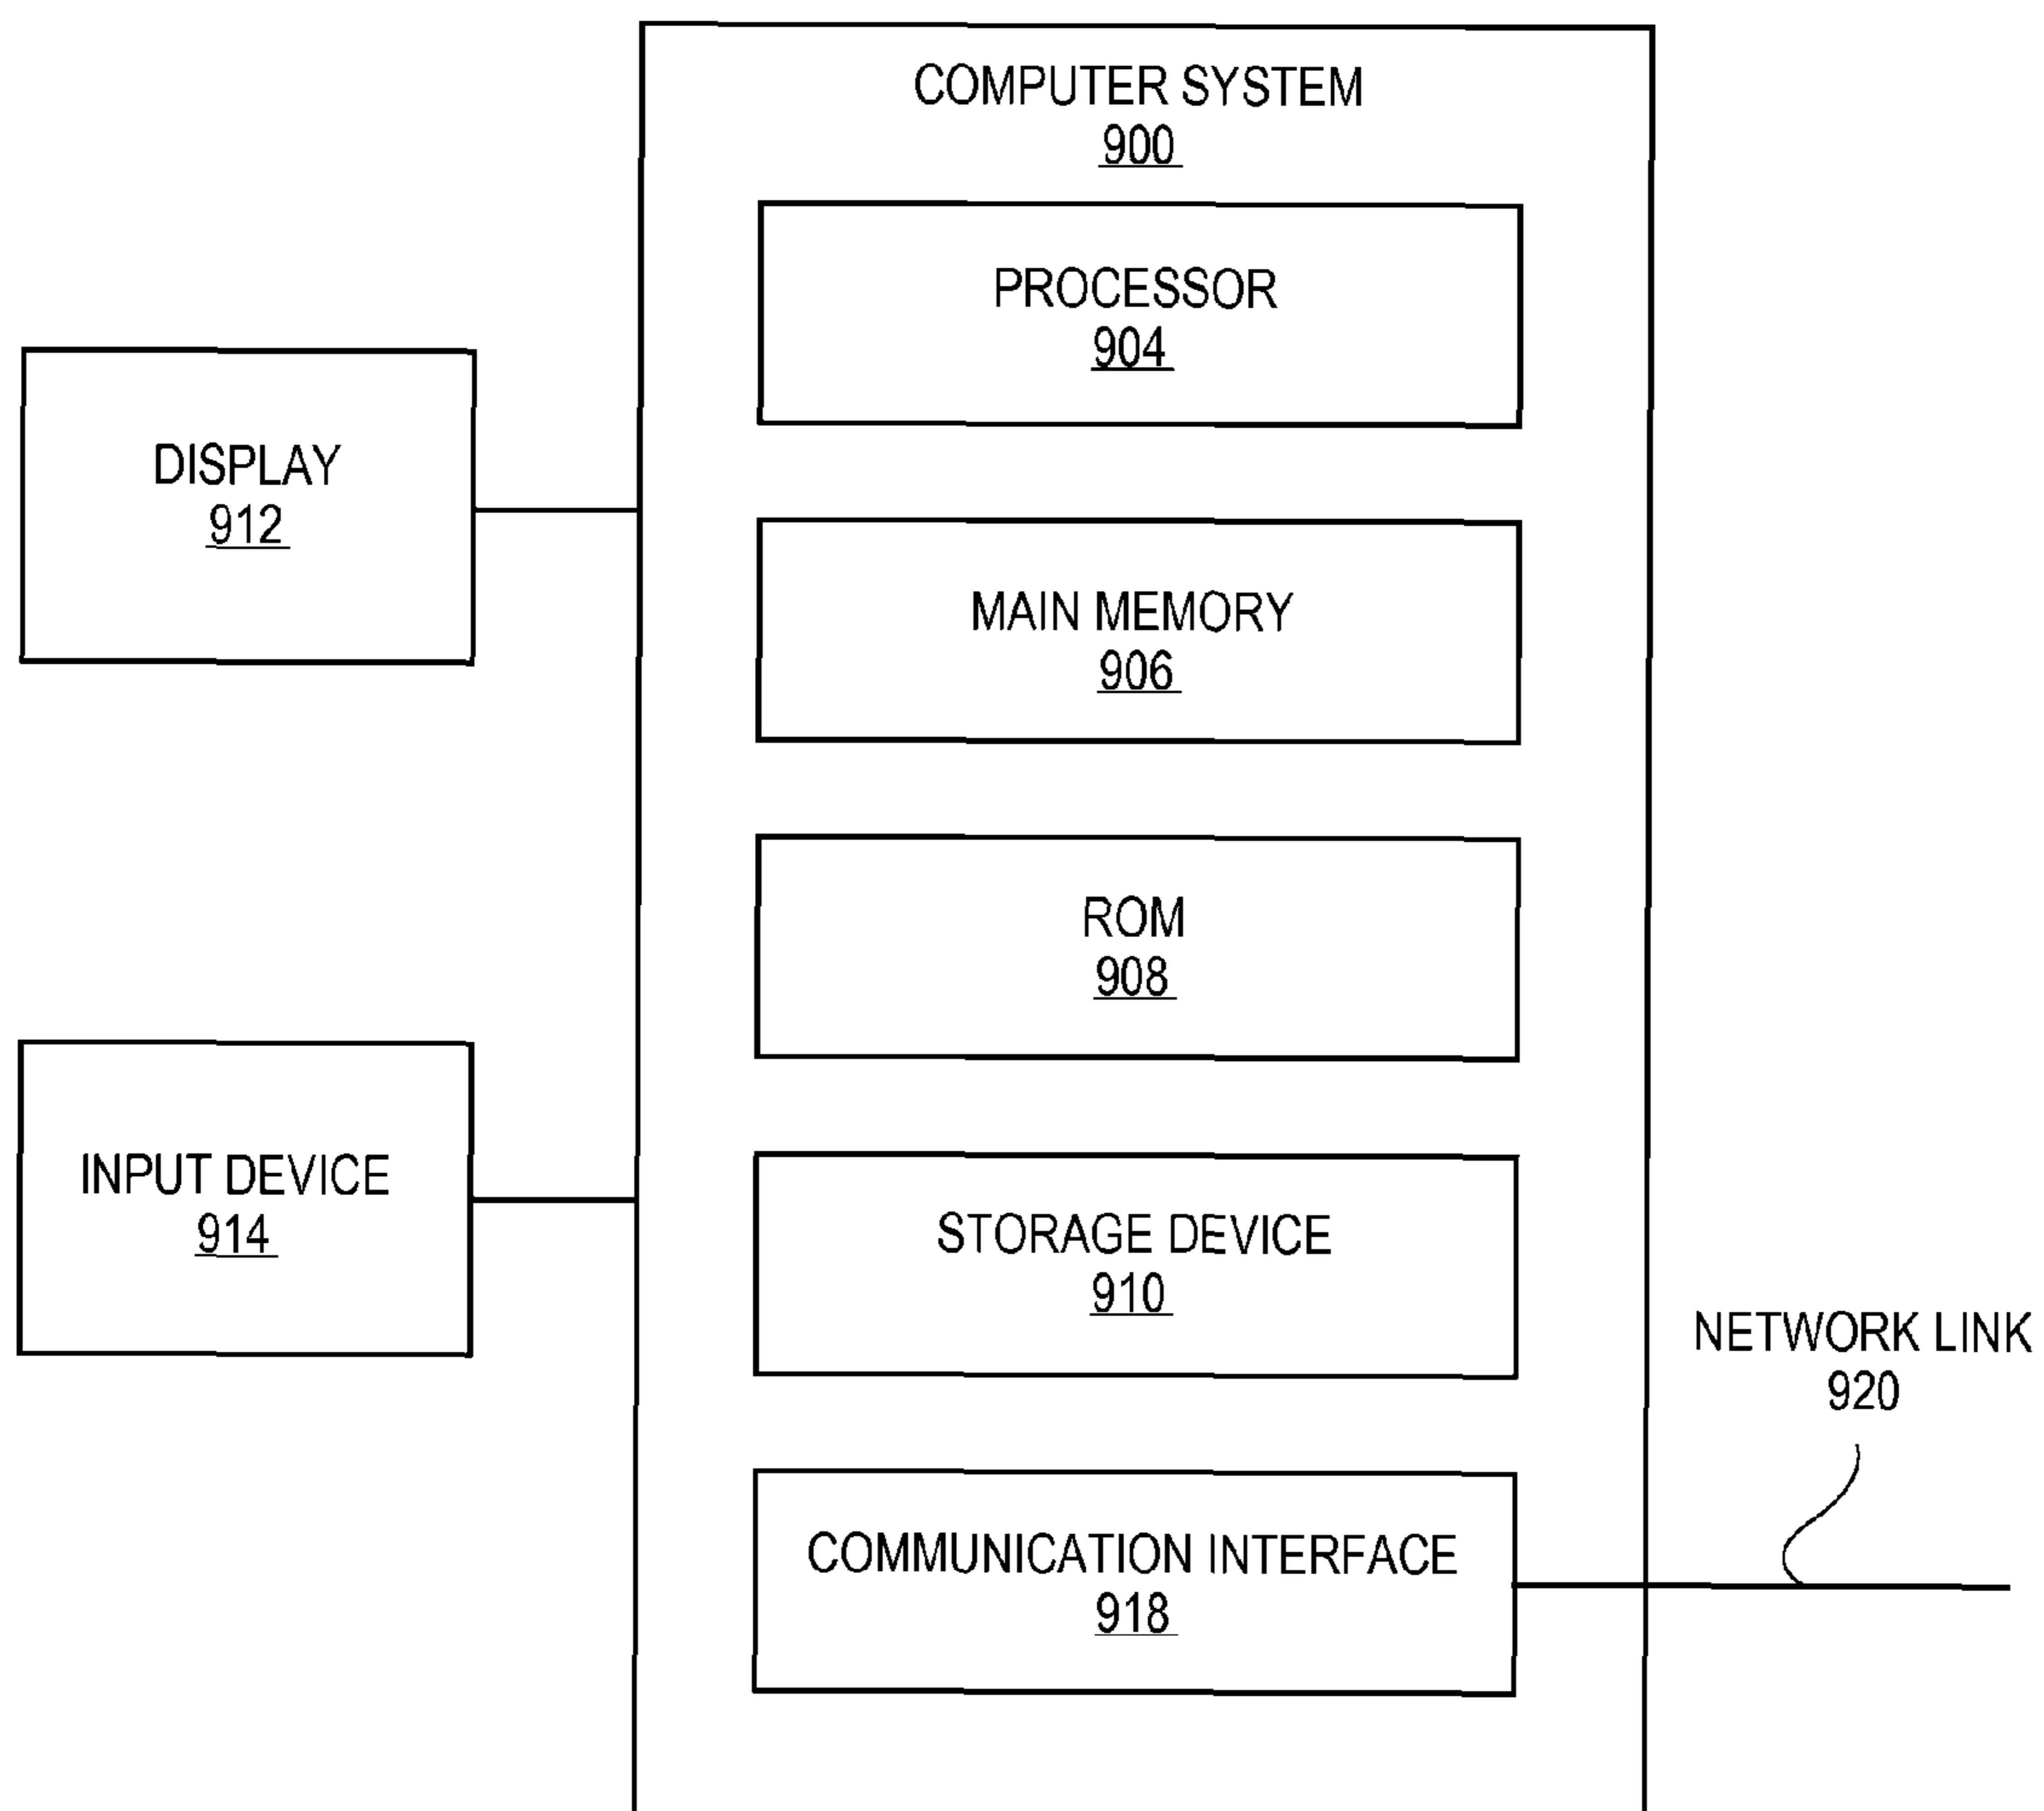 COMPUTER SYSTEM
900
PROCESSOR
904
DISPLAY
912
MAIN MEMORY
906
ROM
908
INPUT DEVICE
914
STORAGE DEVICE
910
NETWORK LINK
920
COMMUNICATION INTERFACE
918